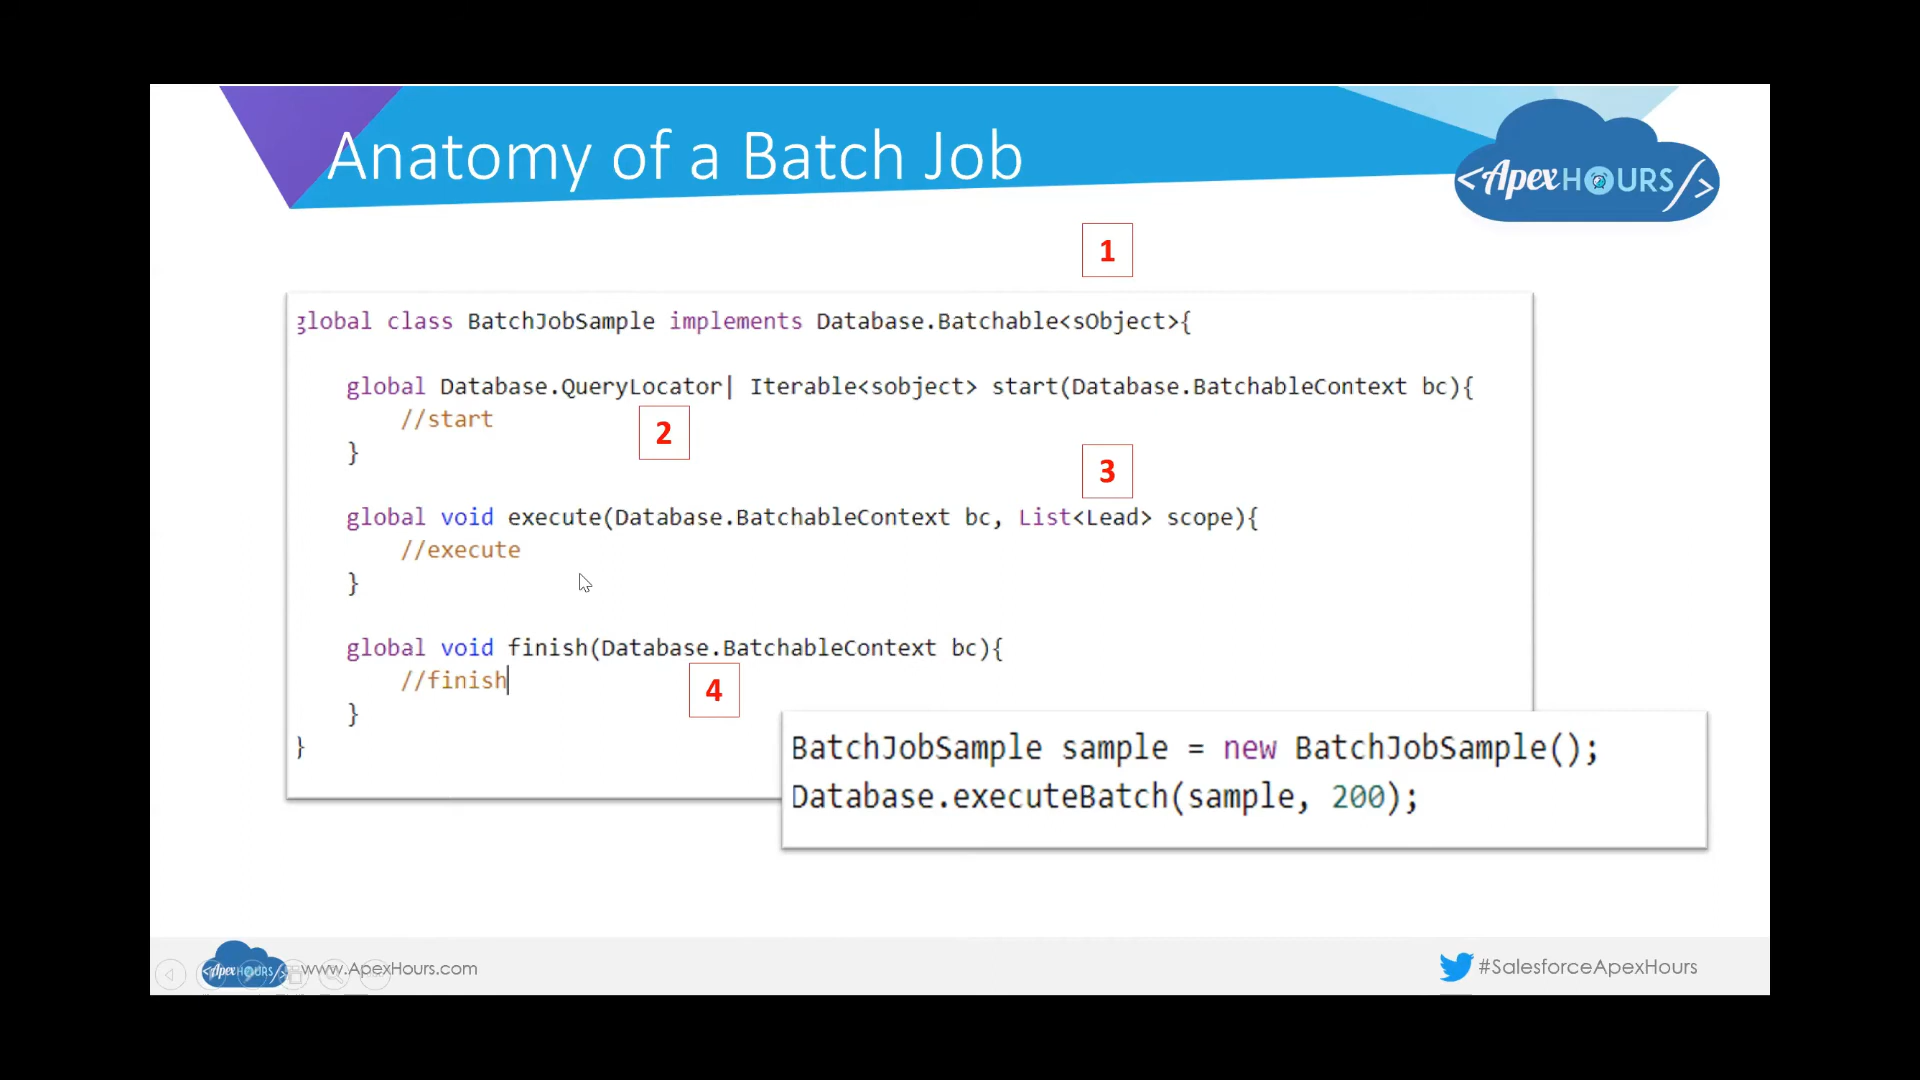 Anatomy of a Batch Job
<ApexHOURS/>
1
global class BatchJobSample implements Database.Batchable<sObject>{
global Database.QueryLocator| Iterable<sobject> start(Database.BatchableContext bc){
//start
2
}
3
global void execute(Database.BatchableContext bc, List<Lead> scope){
//execute
}
global void finish(Database.BatchableContext bc){
//finish
4
}
}
BatchJobSample sample = new BatchJobSample();
Database.executeBatch(sample, 200);
<ApexHOURS/>
www.ApexHours.com
#SalesforceApexHours